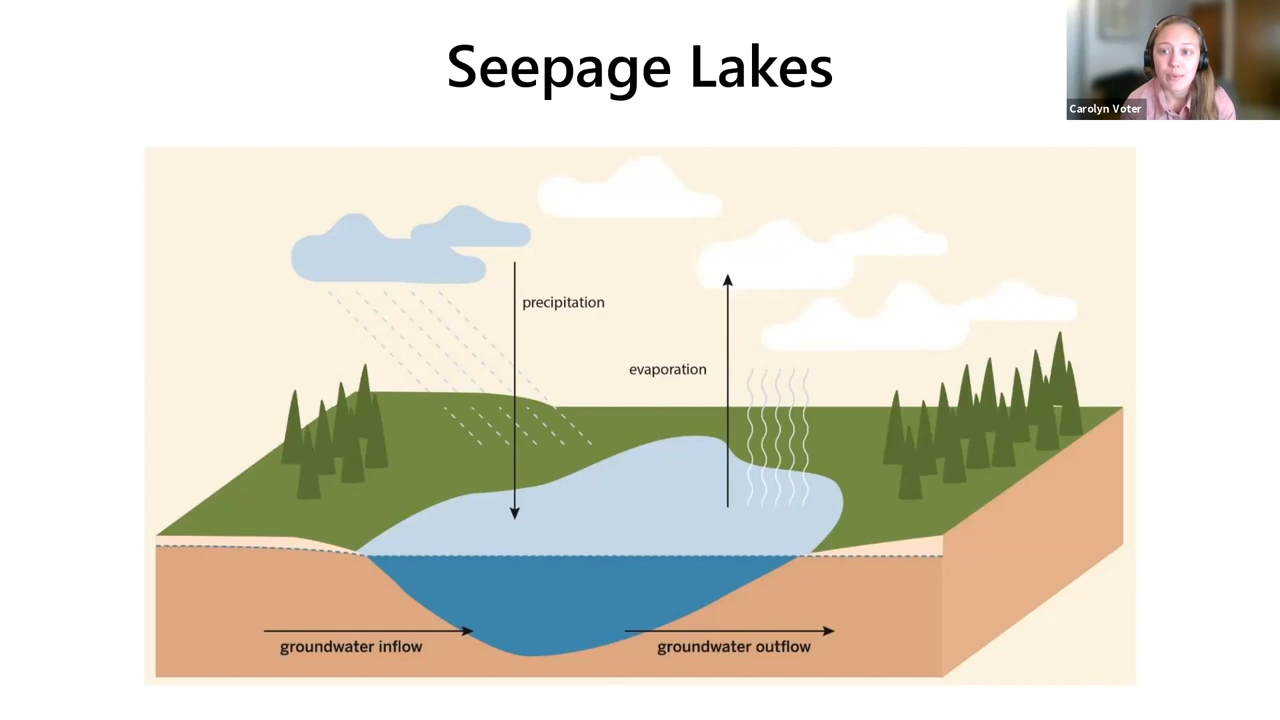 Seepage Lakes
Carolyn Voter
precipitation
evaporation
groundwater inflow
groundwater outflow